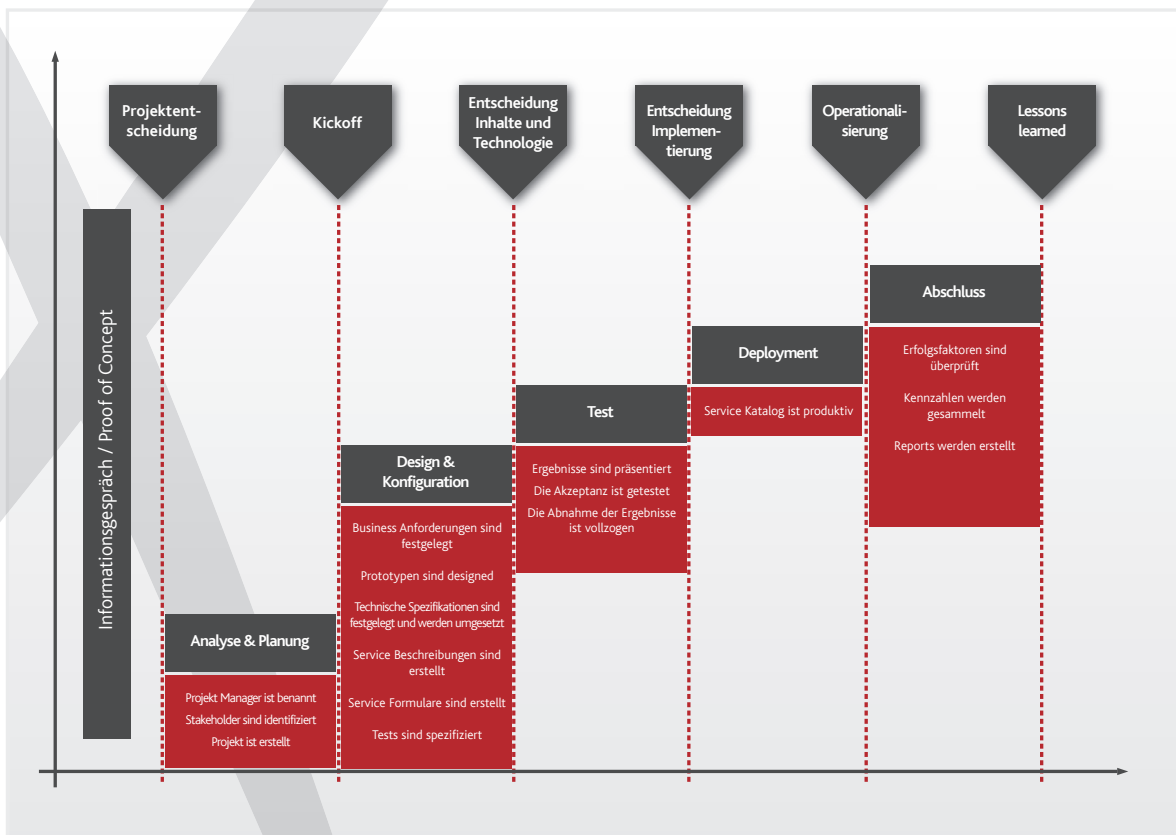 Projektent-
scheidung
Kickoff
Entscheidung
Inhalte und
Technologie
Entscheidung
Implemen-
tierung
Operationali-
sierung
Lessons
learned
Informationsgespräch / Proof of Concept
Analyse & Planung
Projekt Manager ist benannt
Stakeholder sind identifiziert
Projekt ist erstellt
Design &
Konfiguration
Business Anforderungen sind
festgelegt
Prototypen sind designed
Technische Spezifikationen sind
festgelegt und werden umgesetzt
Service Beschreibungen sind
erstellt
Service Formulare sind erstellt
Tests sind spezifiziert
Test
Ergebnisse sind präsentiert
Die Akzeptanz ist getestet
Die Abnahme der Ergebnisse
ist vollzogen
Deployment
Service Katalog ist produktiv
Abschluss
Erfolgsfaktoren sind
überprüft
Kennzahlen werden
gesammelt
Reports werden erstellt